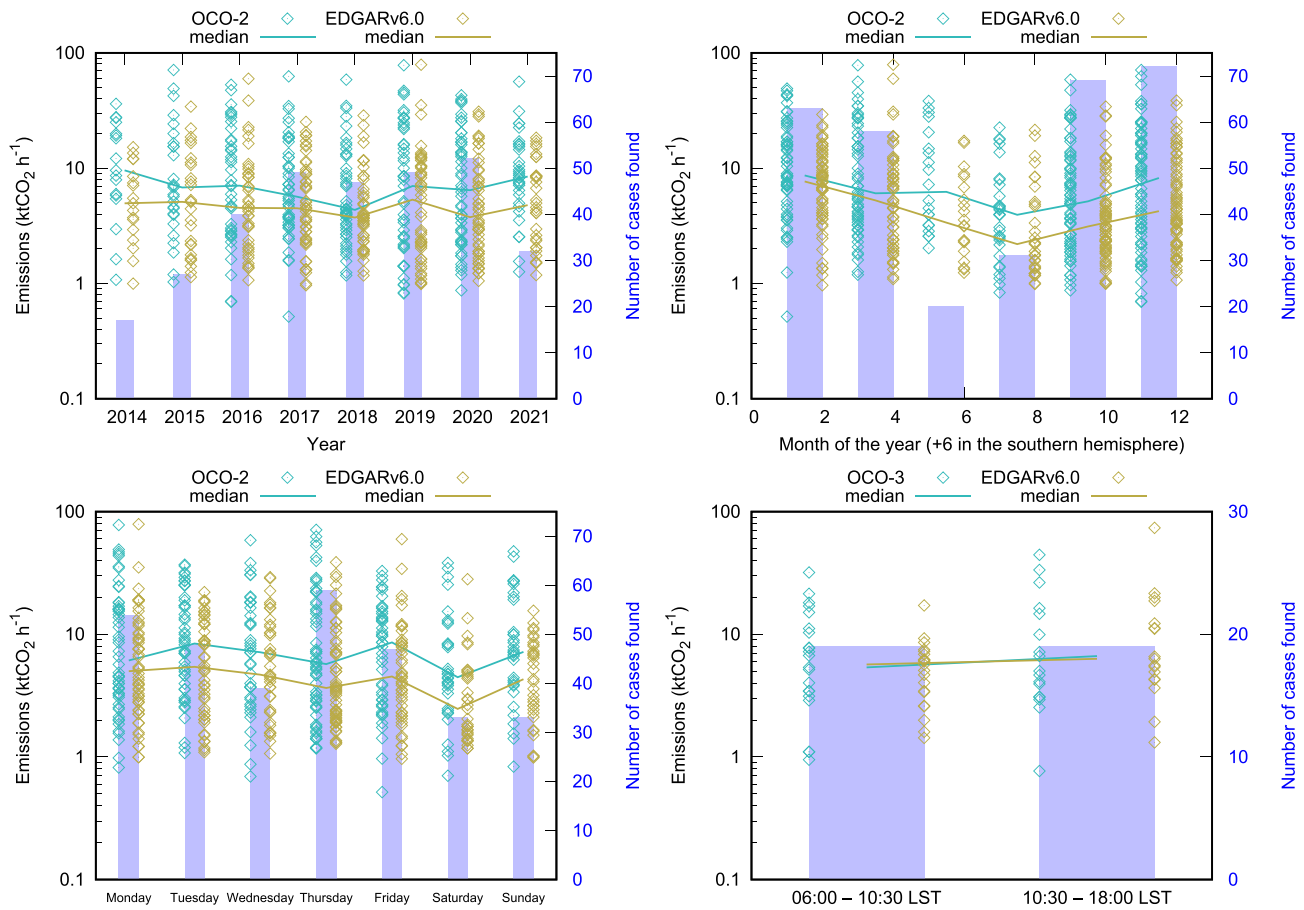 OCO-2 EDGARv6.0
median median
100
10
1
0.1
Emissions (ktCO2 h-1)
70
60
50
40
30
20
10
0
Number of cases found
2014 2015 2016 2017 2018 2019 2020 2021
Year
OCO-2 EDGARv6.0
median median
100
10
1
0.1
Emissions (ktCO2 h-1)
70
60
50
40
30
20
10
0
Number of cases found
0 2 4 6 8 10 12
Month of the year (+6 in the southern hemisphere)
OCO-2 EDGARv6.0
median median
100
10
1
0.1
Emissions (ktCO2 h-1)
70
60
50
40
30
20
10
0
Number of cases found
Monday Tuesday Wednesday Thursday Friday Saturday Sunday
OCO-3 EDGARv6.0
median median
100
10
1
0.1
Emissions (ktCO2 h-1)
30
20
10
0
Number of cases found
06:00 – 10:30 LST 10:30 – 18:00 LST